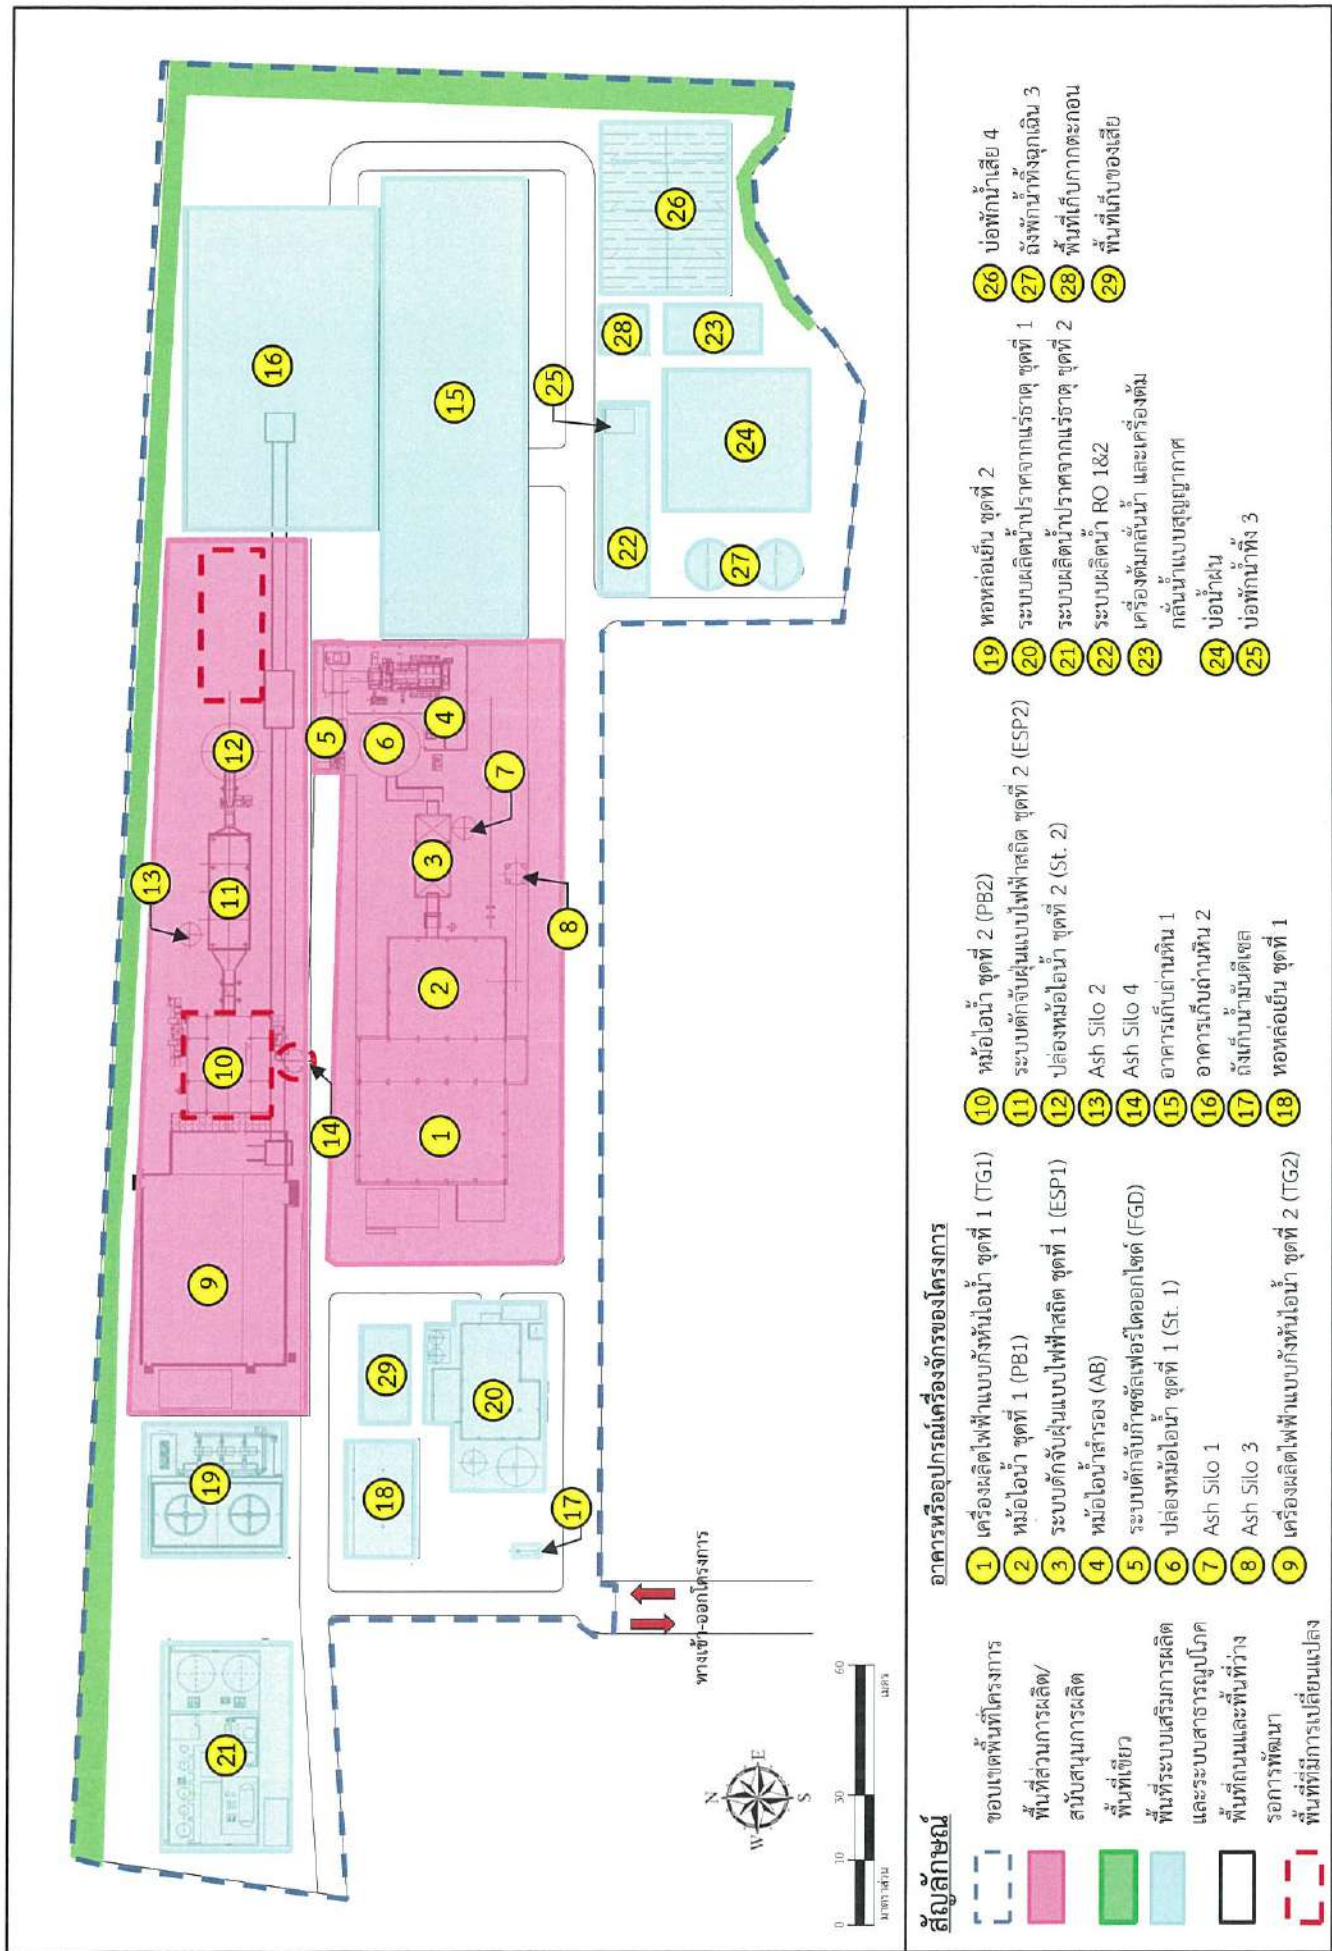 16
12
11
13
10
9
19
21
14
5
4
6
7
3
8
2
1
15
25
26
28
23
24
22
27
29
18
20
17
ทางเข้า-ออกโครงการ
N
E
S
W
0
10
30
60
มาตราส่วน
เมตร
สัญลักษณ์
ขอบเขตพื้นที่โครงการ
พื้นที่ส่วนการผลิต/
สนับสนุนการผลิต
พื้นที่เขียว
พื้นที่ระบบเสริมการผลิต
และระบบสาธารณูปโภค
พื้นที่ถนนและพื้นที่ว่าง
รอการพัฒนา
พื้นที่ที่มีการเปลี่ยนแปลง
อาคารหรืออุปกรณ์เครื่องจักรของโครงการ
1 เครื่องผลิตไฟฟ้าแบบกังหันไอน้ำ ชุดที่ 1 (TG1)
2 หม้อไอน้ำ ชุดที่ 1 (PB1)
3 ระบบดักจับฝุ่นแบบไฟฟ้าสถิต ชุดที่ 1 (ESP1)
4 หม้อไอน้ำสำรอง (AB)
5 ระบบดักจับก๊าซซัลเฟอร์ไดออกไซด์ (FGD)
6 ปล่องหม้อไอน้ำ ชุดที่ 1 (St. 1)
7 Ash Silo 1
8 Ash Silo 3
9 เครื่องผลิตไฟฟ้าแบบกังหันไอน้ำ ชุดที่ 2 (TG2)
10 หม้อไอน้ำ ชุดที่ 2 (PB2)
11 ระบบดักจับฝุ่นแบบไฟฟ้าสถิต ชุดที่ 2 (ESP2)
12 ปล่องหม้อไอน้ำ ชุดที่ 2 (St. 2)
13 Ash Silo 2
14 Ash Silo 4
15 อาคารเก็บถ่านหิน 1
16 อาคารเก็บถ่านหิน 2
17 ถังเก็บน้ำมันดีเซล
18 หอหล่อเย็น ชุดที่ 1
19 หอหล่อเย็น ชุดที่ 2
20 ระบบผลิตน้ำปราศจากแร่ธาตุ ชุดที่ 1
21 ระบบผลิตน้ำปราศจากแร่ธาตุ ชุดที่ 2
22 ระบบผลิตน้ำ RO 1&2
23 เครื่องต้มกลั่นน้ำ และเครื่องต้ม
กลั่นน้ำแบบสุญญากาศ
24 บ่อน้ำฝน
25 บ่อพักน้ำทิ้ง 3
26 บ่อพักน้ำเสีย 4
27 ถังพักน้ำทิ้งฉุกเฉิน 3
28 พื้นที่เก็บกากตะกอน
29 พื้นที่เก็บของเสีย